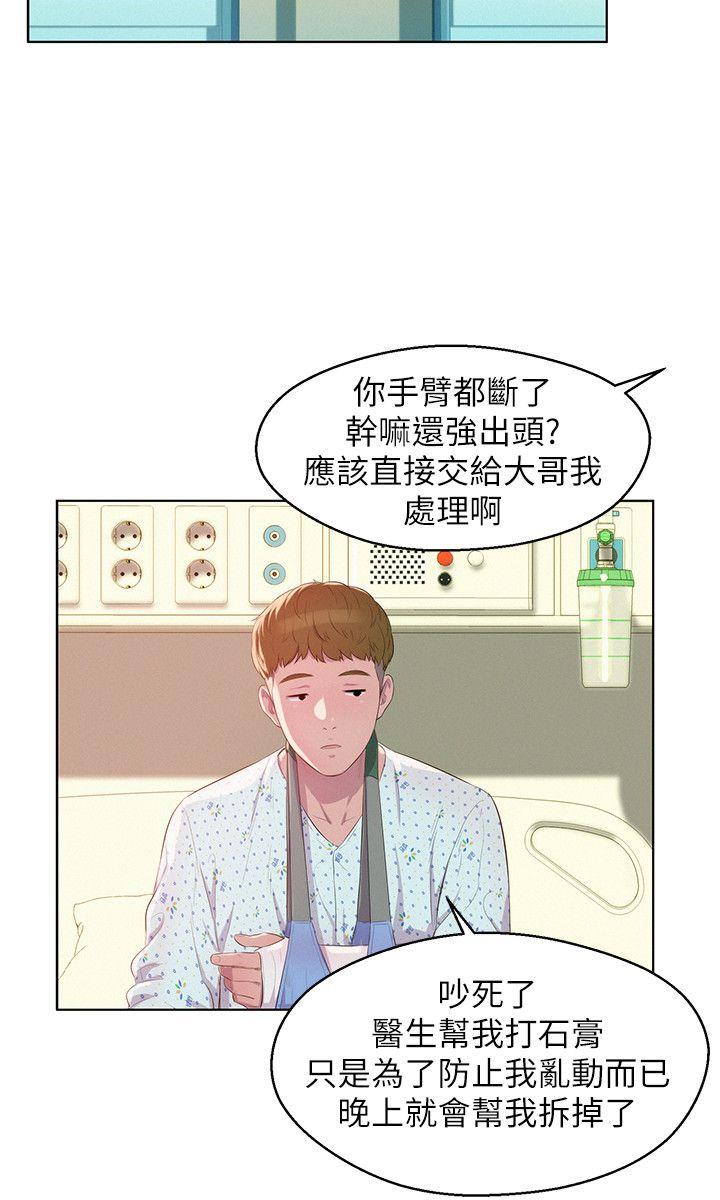 你手臂都斷了
幹嘛還強出頭?
應該直接交給大哥我
處理啊
吵死了
醫生幫我打石膏
只是為了防止我亂動而已
晚上就會幫我拆掉了